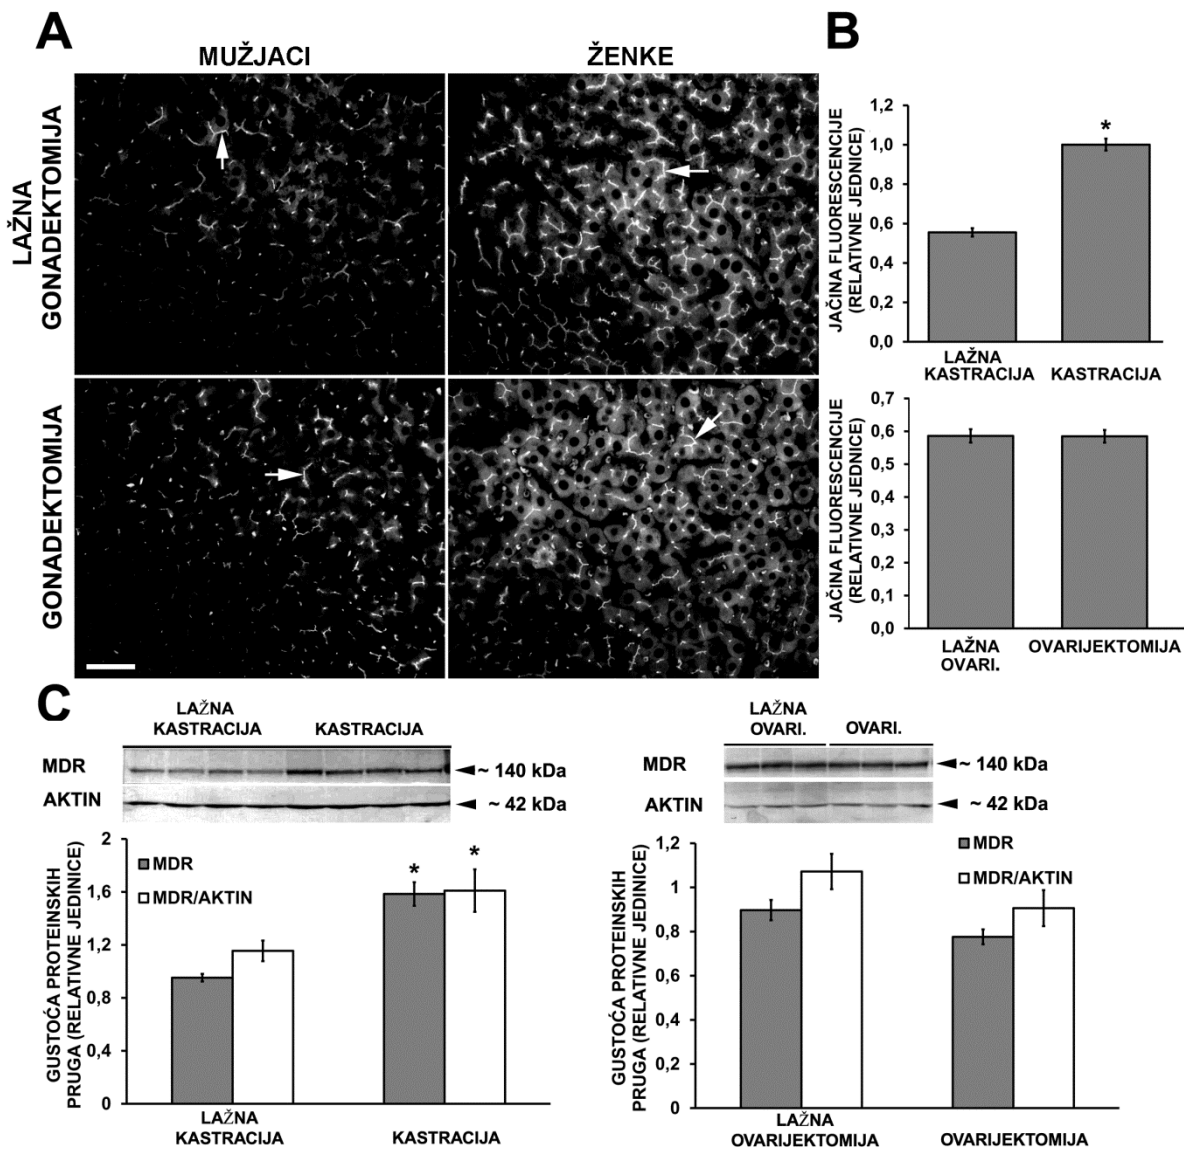 A
MUŽJACI
ŽENKE
LAŽNA
GONADEKTOMIJA
GONADEKTOMIJA
B
JAČINA FLUORESCENCIJE
(RELATIVNE JEDNICE)
1,2
1,0
0,8
0,6
0,4
0,2
0,0
*
LAŽNA
KASTRACIJA
KASTRACIJA
JAČINA FLUORESCENCIJE
(RELATIVNE JEDNICE)
0,7
0,6
0,5
0,4
0,3
0,2
0,1
0,0
LAŽNA
OVARI.
OVARIJEKTOMIJA
C
LAŽNA
KASTRACIJA
KASTRACIJA
MDR
~ 140 kDa
AKTIN
~ 42 kDa
GUSTOĆA PROTEINSKIH
PRUGA (RELATIVNE JEDINICE)
2
1,6
1,2
0,8
0,4
0
MDR
MDR/AKTIN
*
*
LAŽNA
KASTRACIJA
KASTRACIJA
LAŽNA
OVARI.
OVARI.
MDR
~ 140 kDa
AKTIN
~ 42 kDa
GUSTOĆA PROTEINSKIH
PRUGA (RELATIVNE JEDINICE)
1,2
1
0,8
0,6
0,4
0,2
0
MDR
MDR/AKTIN
LAŽNA
OVARIJEKTOMIJA
OVARIJEKTOMIJA